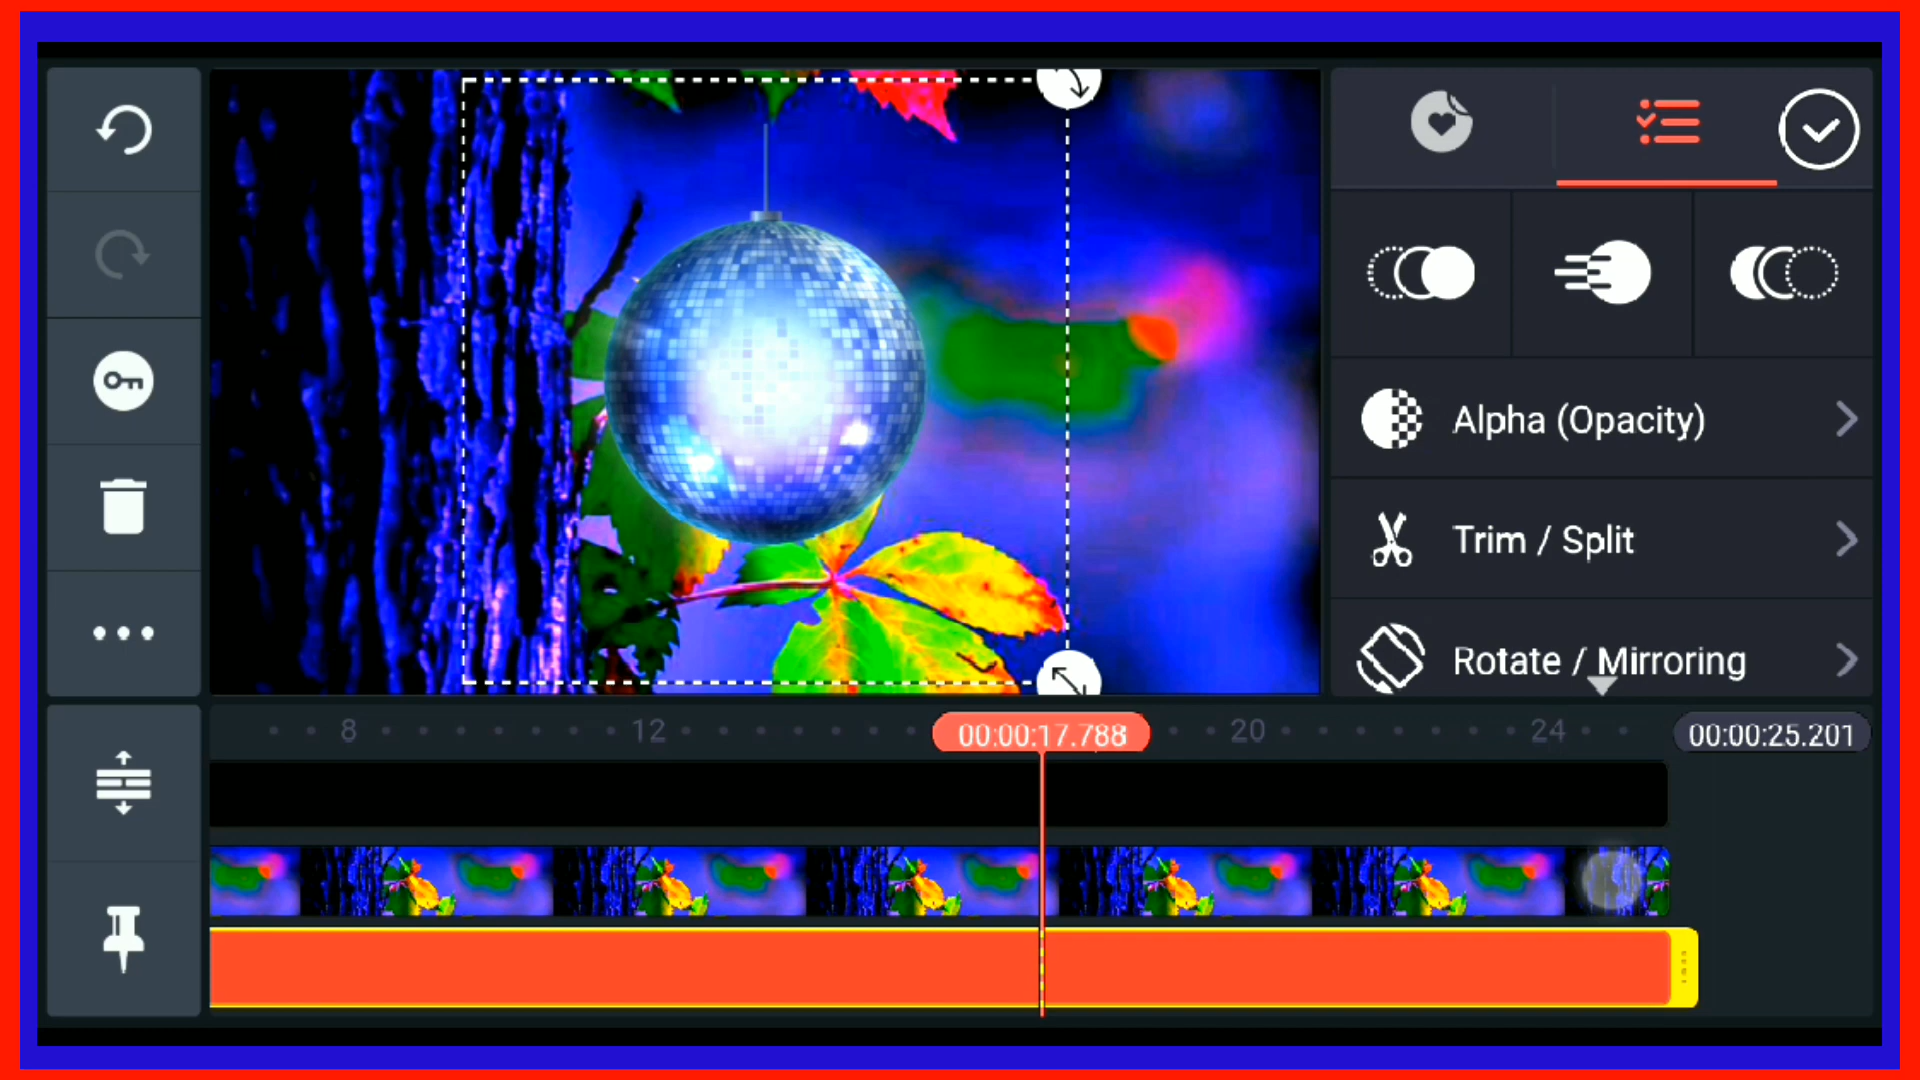 Alpha (Opacity)
Trim / Split
Rotate / Mirroring
8 12 00:00:17.788 20 24 00:00:25.201